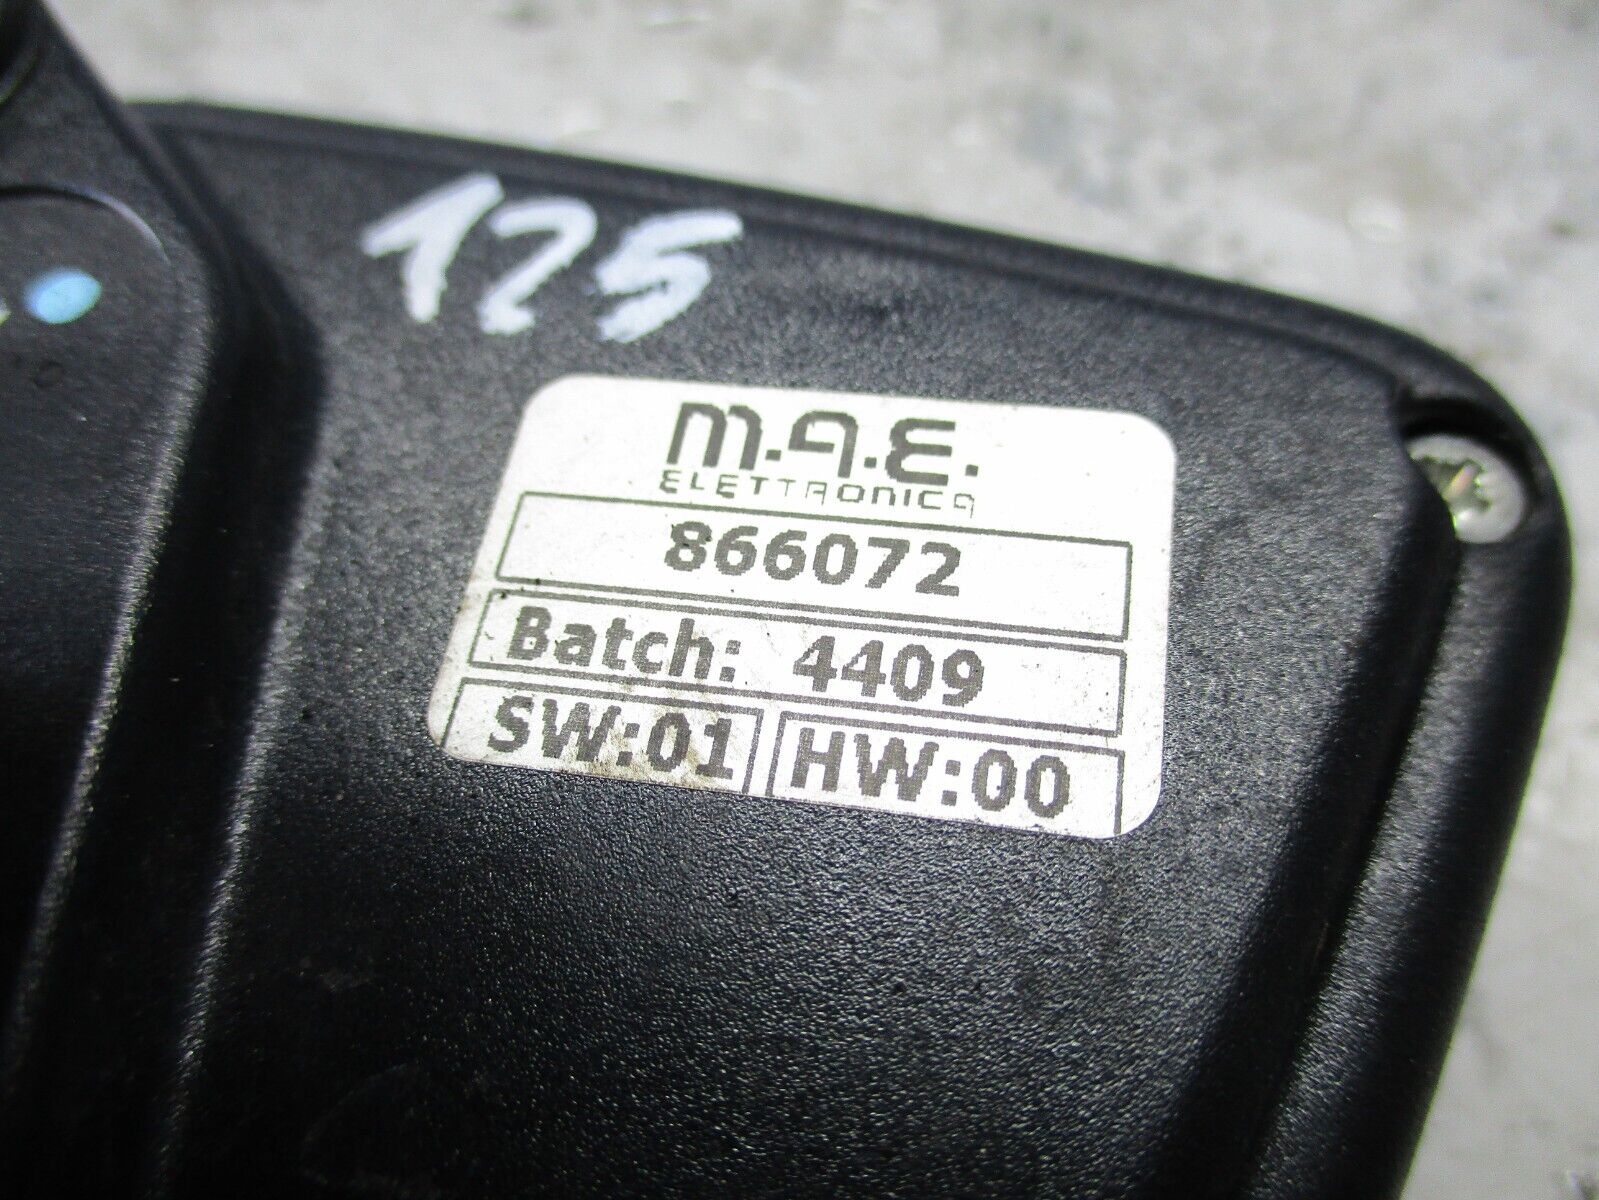 125
M.A.E.
ELETTRONICA
866072
Batch: 4409
SW:01 HW:00